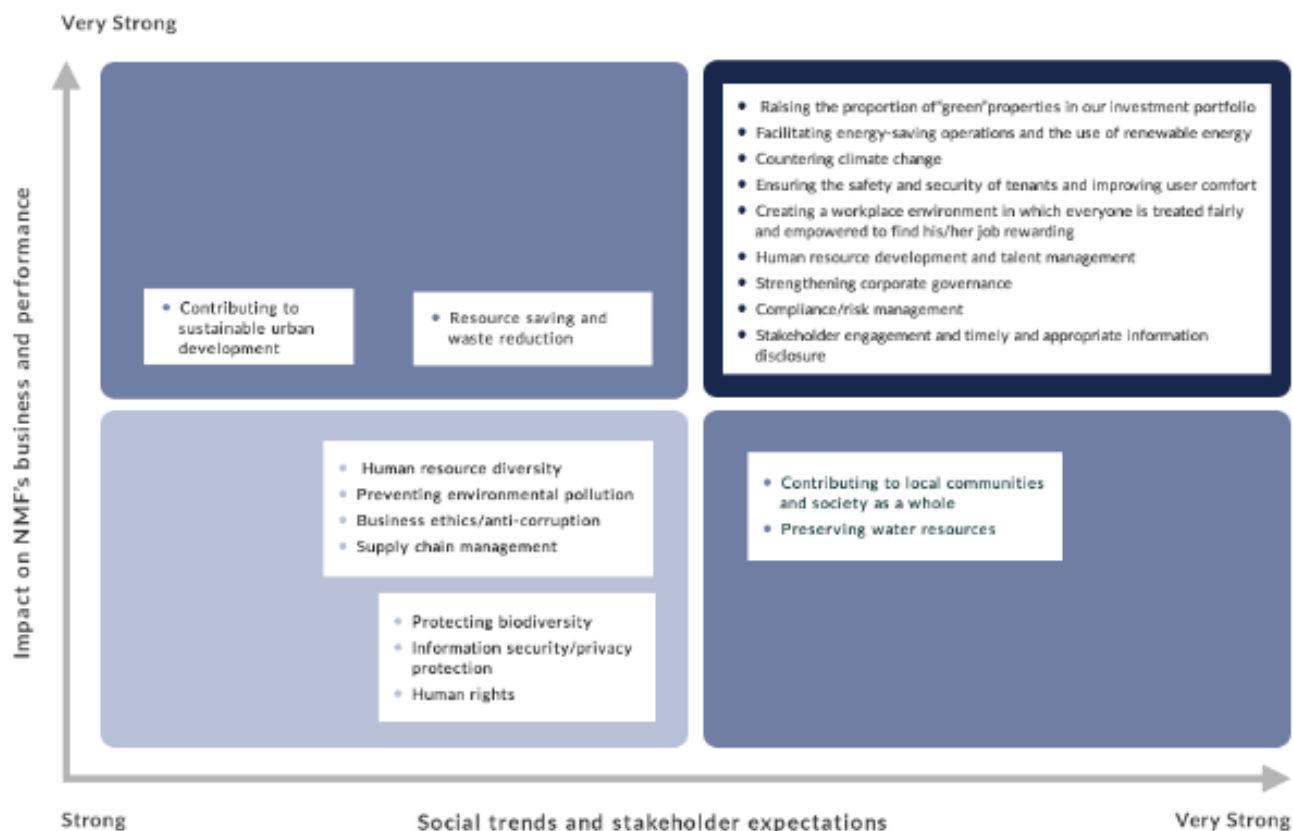 Very Strong
Impact on NMF's business and performance
• Contributing to
sustainable urban
development
• Resource saving and
waste reduction
• Raising the proportion of"green"properties in our investment portfolio
• Facilitating energy-saving operations and the use of renewable energy
• Countering climate change
• Ensuring the safety and security of tenants and improving user comfort
• Creating a workplace environment in which everyone is treated fairly
and empowered to find his/her job rewarding
• Human resource development and talent management
• Strengthening corporate governance
• Compliance/risk management
• Stakeholder engagement and timely and appropriate information
disclosure
• Human resource diversity
• Preventing environmental pollution
• Business ethics/anti-corruption
• Supply chain management
• Protecting biodiversity
• Information security/privacy
protection
• Human rights
• Contributing to local communities
and society as a whole
• Preserving water resources
Strong
Social trends and stakeholder expectations
Very Strong